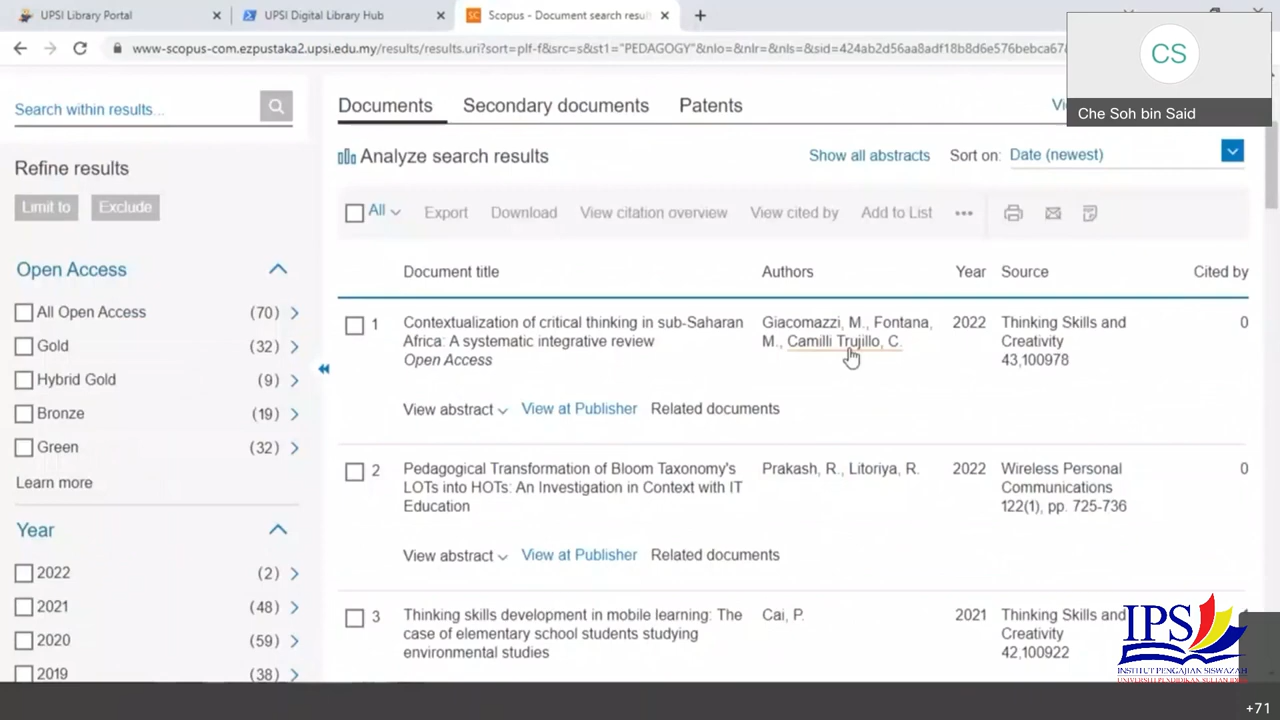 UPSI Library Portal
UPSI Digital Library Hub
Scopus - Document search resul
www-scopus-com.ezpustaka2.upsi.edu.my/results/results.uri?sort=plf-f&src=s&st1="PEDAGOGY"&nlo=&nlr=&nls=&sid=424ab2d56aa8adf18b8d6e576bebca67
CS
Che Soh bin Said
Search within results...
Documents Secondary documents Patents
Analyze search results
Show all abstracts Sort on: Date (newest)
Refine results
Limit to Exclude
All Export Download View citation overview View cited by Add to List ...
Open Access
All Open Access (70)
Gold (32)
Hybrid Gold (9)
Bronze (19)
Green (32)
Learn more
Year
2022 (2)
2021 (48)
2020 (59)
2019 (38)
Document title Authors Year Source Cited by
1 Contextualization of critical thinking in sub-Saharan Giacomazzi, M., Fontana, 2022 Thinking Skills and 0
Africa: A systematic integrative review M., Camilli Trujillo, C. Creativity
Open Access 43,100978
View abstract View at Publisher Related documents
2 Pedagogical Transformation of Bloom Taxonomy's Prakash, R., Litoriya, R. 2022 Wireless Personal 0
LOTs into HOTs: An Investigation in Context with IT Communications
Education 122(1), pp. 725-736
View abstract View at Publisher Related documents
3 Thinking skills development in mobile learning: The Cai, P. 2021 Thinking Skills and
case of elementary school students studying Creativity
environmental studies 42,100922
IPS
INSTITUT PENGAJIAN SISWAZAH
UNIVERSITI PENDIDIKAN SULTAN IDRIS
+71